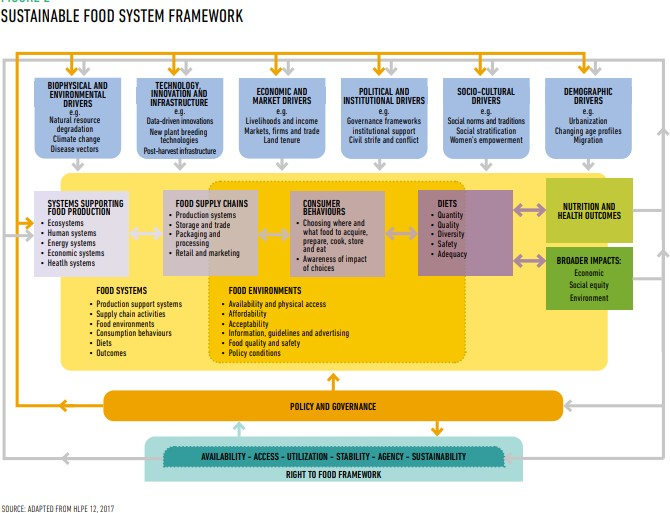 FIGURE 2
SUSTAINABLE FOOD SYSTEM FRAMEWORK
BIOPHYSICAL AND
ENVIRONMENTAL
DRIVERS
e.g.
Natural resource
degradation
Climate change
Disease vectors
TECHNOLOGY,
INNOVATION AND
INFRASTRUCTURE
e.g.
Data-driven innovations
New plant breeding
technologies
Post-harvest infrastructure
ECONOMIC AND
MARKET DRIVERS
e.g.
Livelihoods and income
Markets, firms and trade
Land tenure
POLITICAL AND
INSTITUTIONAL DRIVERS
e.g.
Governance frameworks
institutional support
Civil strife and conflict
SOCIO-CULTURAL
DRIVERS
e.g.
Social norms and traditions
Social stratification
Women's empowerment
DEMOGRAPHIC
DRIVERS
e.g.
Urbanization
Changing age profiles
Migration
SYSTEMS SUPPORTING
FOOD PRODUCTION
• Ecosystems
• Human systems
• Energy systems
• Economic systems
• Health systems
FOOD SUPPLY CHAINS
• Production systems
• Storage and trade
• Packaging and
processing
• Retail and marketing
CONSUMER
BEHAVIOURS
• Choosing where and
what food to acquire,
prepare, cook, store
and eat
• Awareness of impact
of choices
DIETS
• Quantity
• Quality
• Diversity
• Safety
• Adequacy
NUTRITION AND
HEALTH OUTCOMES
BROADER IMPACTS:
Economic
Social equity
Environment
FOOD SYSTEMS
• Production support systems
• Supply chain activities
• Food environments
• Consumption behaviours
• Diets
• Outcomes
FOOD ENVIRONMENTS
• Availability and physical access
• Affordability
• Acceptability
• Information, guidelines and advertising
• Food quality and safety
• Policy conditions
POLICY AND GOVERNANCE
AVAILABILITY – ACCESS – UTILIZATION – STABILITY – AGENCY – SUSTAINABILITY
RIGHT TO FOOD FRAMEWORK
SOURCE: ADAPTED FROM HLPE 12, 2017